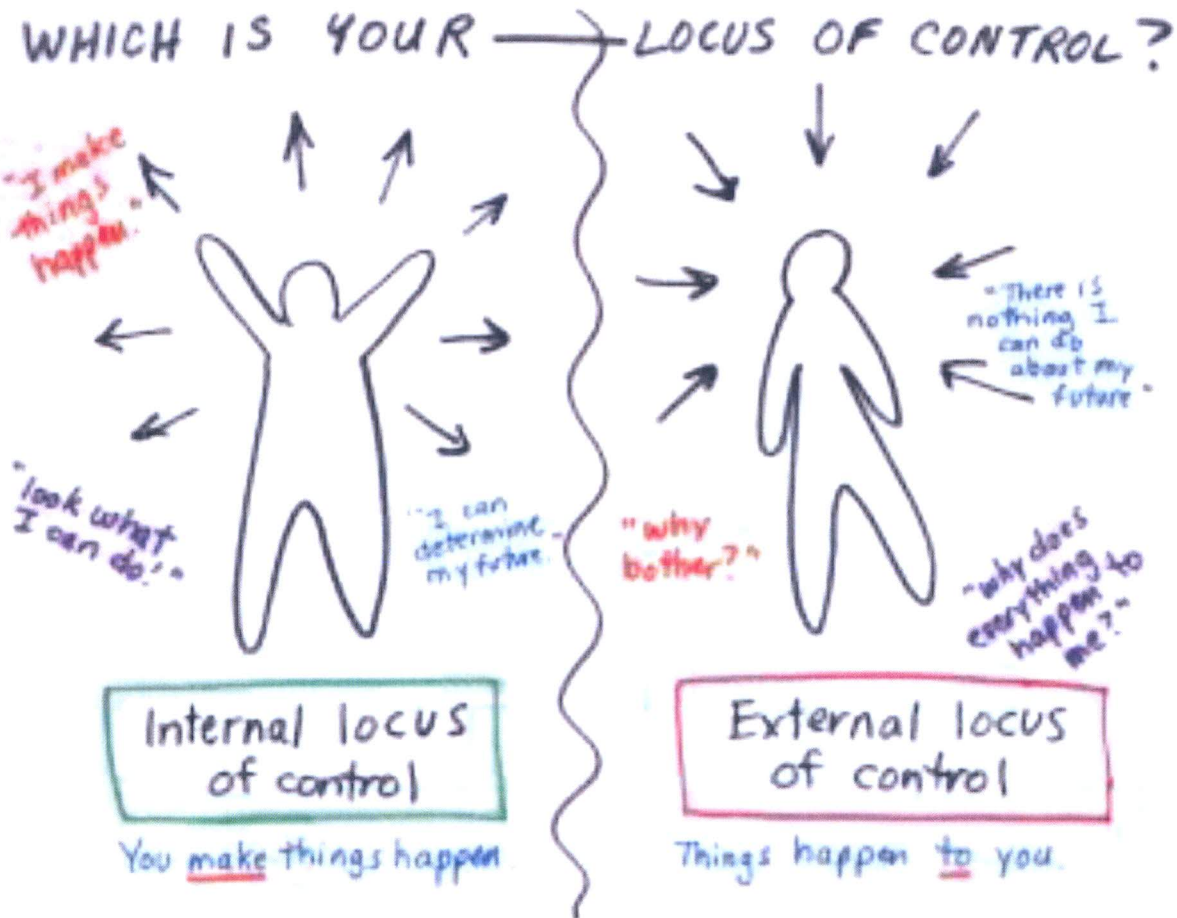 WHICH IS YOUR — LOCUS OF CONTROL?
"I make
things
happen."
"look what
I can do!"
"I can
determine
my future."
Internal locus
of control
You make things happen.
"There is
nothing I
can do
about my
future"
"why
bother?"
"why does
everything
happen to
me?"
External locus
of control
Things happen to you.